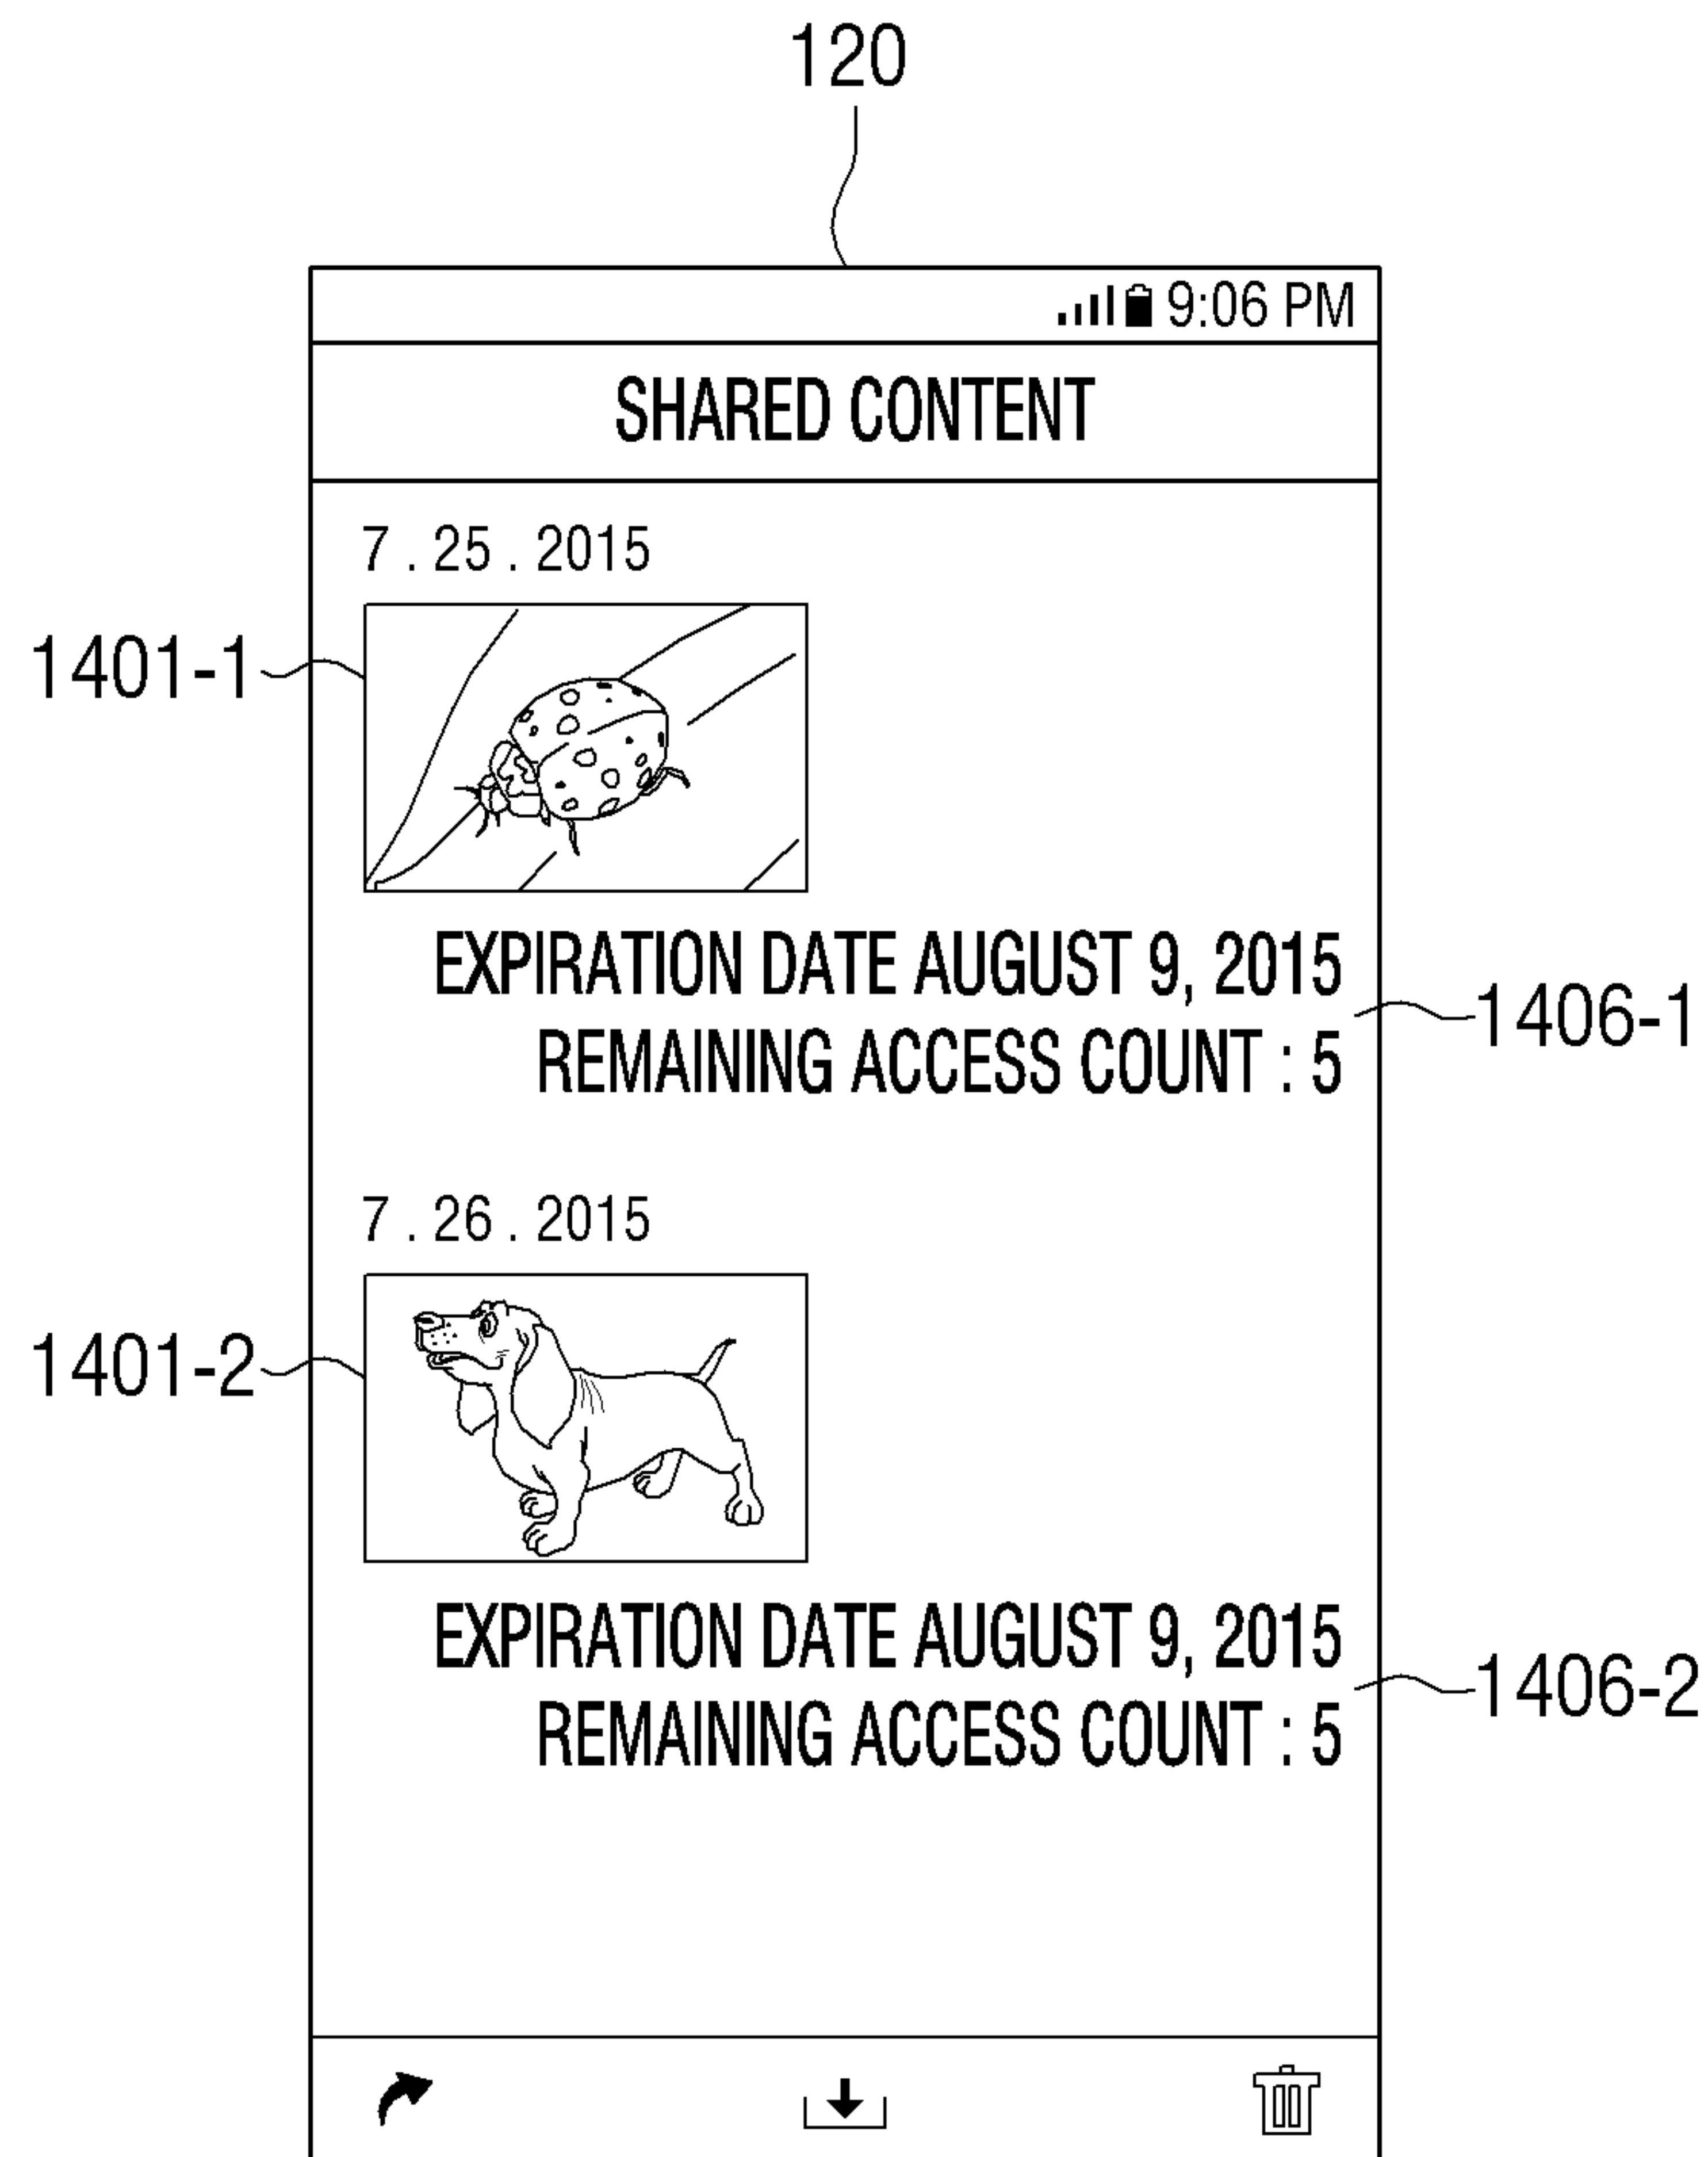 120
9:06 PM
SHARED CONTENT
7 . 25 . 2015
1401-1
EXPIRATION DATE AUGUST 9, 2015
1406-1
REMAINING ACCESS COUNT : 5
7 . 26 . 2015
1401-2
EXPIRATION DATE AUGUST 9, 2015
1406-2
REMAINING ACCESS COUNT : 5